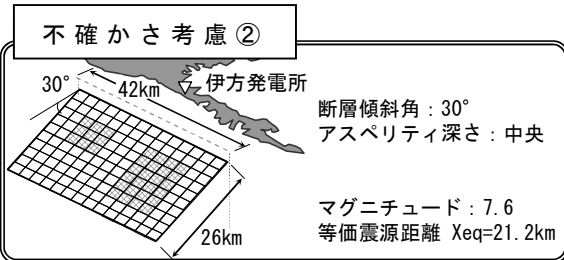 不確かさ考慮②
30°
42km
伊方発電所
断層傾斜角：30°
アスペリティ深さ：中央
マグニチュード：7.6
等価震源距離 Xeq=21.2km
26km